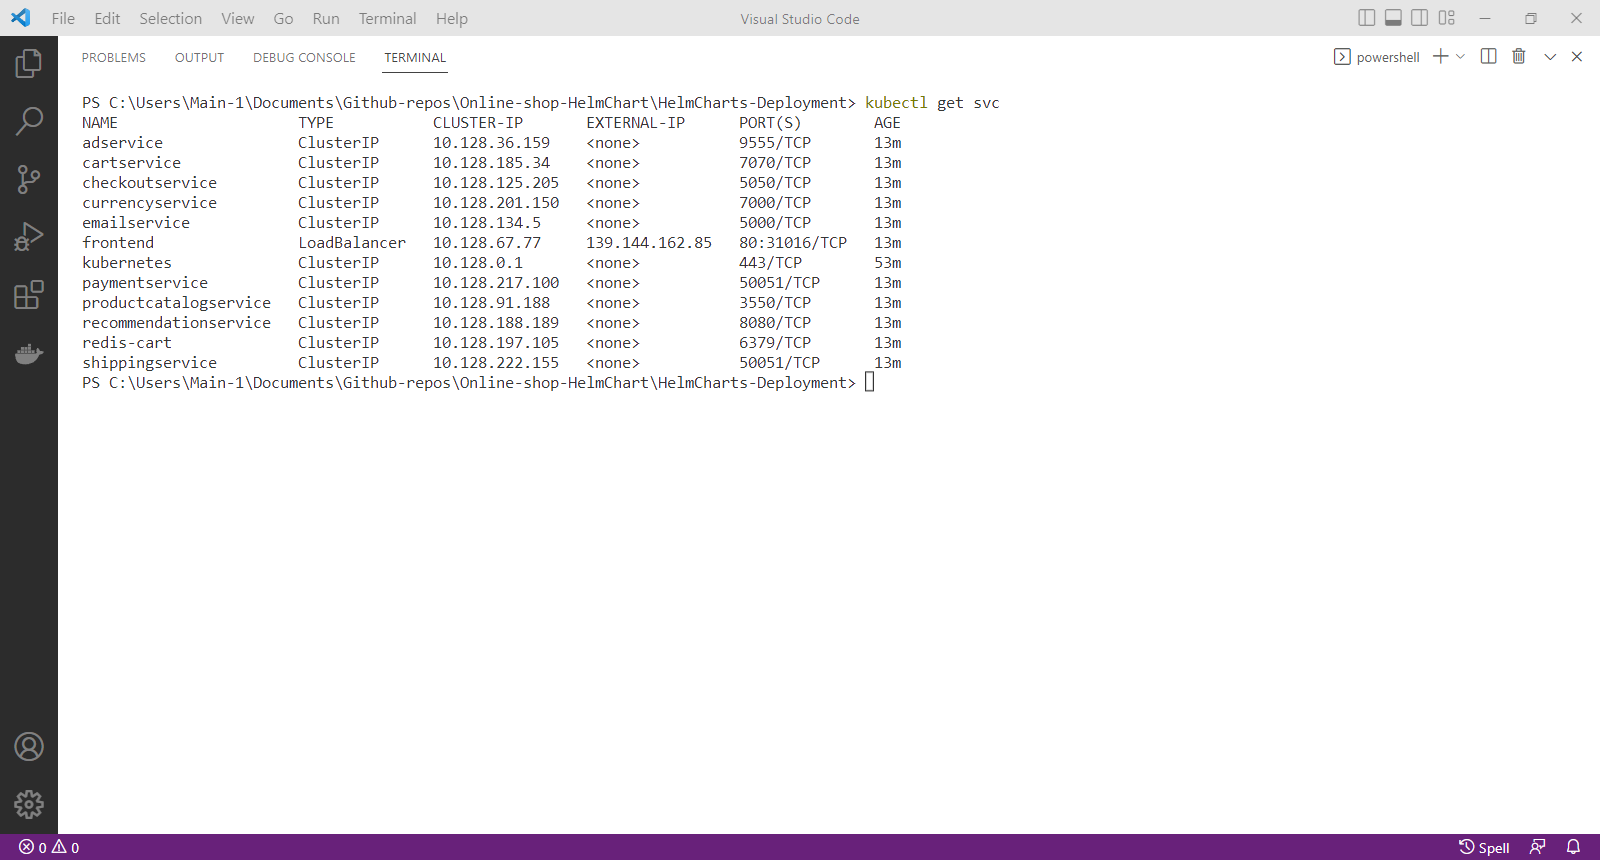 File Edit Selection View Go Run Terminal Help Visual Studio Code
PROBLEMS OUTPUT DEBUG CONSOLE TERMINAL powershell
PS C:\Users\Main-1\Documents\Github-repos\Online-shop-HelmChart\HelmCharts-Deployment> kubectl get svc
NAME TYPE CLUSTER-IP EXTERNAL-IP PORT(S) AGE
adservice ClusterIP 10.128.36.159 <none> 9555/TCP 13m
cartservice ClusterIP 10.128.185.34 <none> 7070/TCP 13m
checkoutservice ClusterIP 10.128.125.205 <none> 5050/TCP 13m
currencyservice ClusterIP 10.128.201.150 <none> 7000/TCP 13m
emailservice ClusterIP 10.128.134.5 <none> 5000/TCP 13m
frontend LoadBalancer 10.128.67.77 139.144.162.85 80:31016/TCP 13m
kubernetes ClusterIP 10.128.0.1 <none> 443/TCP 53m
paymentservice ClusterIP 10.128.217.100 <none> 50051/TCP 13m
productcatalogservice ClusterIP 10.128.91.188 <none> 3550/TCP 13m
recommendationservice ClusterIP 10.128.188.189 <none> 8080/TCP 13m
redis-cart ClusterIP 10.128.197.105 <none> 6379/TCP 13m
shippingservice ClusterIP 10.128.222.155 <none> 50051/TCP 13m
PS C:\Users\Main-1\Documents\Github-repos\Online-shop-HelmChart\HelmCharts-Deployment>
0 0 Spell